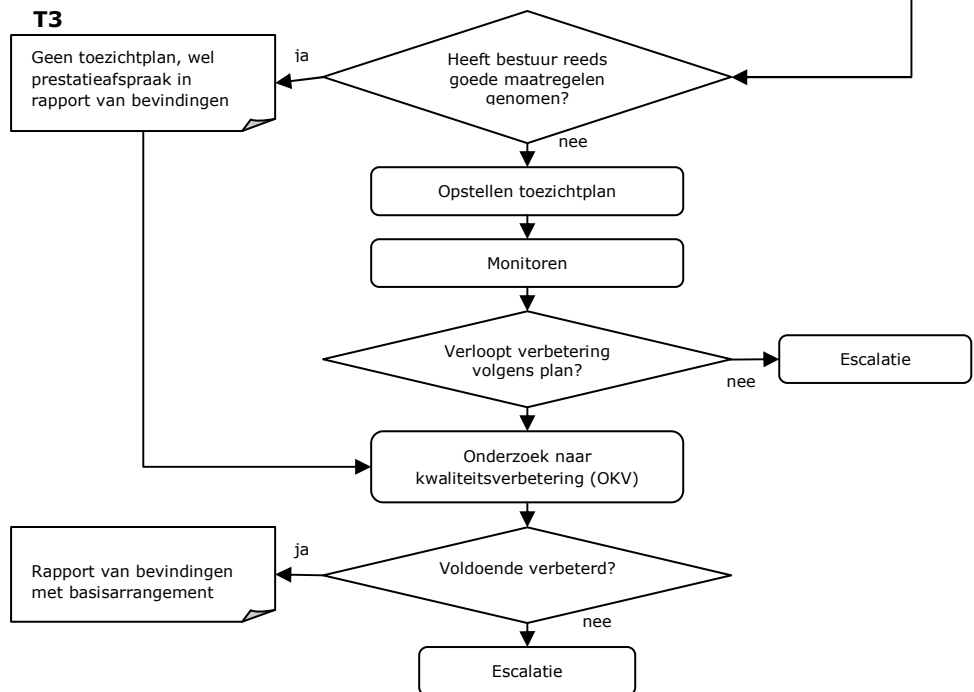 T3
Geen toezichtplan, wel
prestatieafspraak in
rapport van bevindingen
ja
Heeft bestuur reeds
goede maatregelen
genomen?
nee
Opstellen toezichtplan
Monitoren
Verloopt verbetering
volgens plan?
nee
Escalatie
Onderzoek naar
kwaliteitsverbetering (OKV)
Rapport van bevindingen
met basisarrangement
ja
Voldoende verbeterd?
nee
Escalatie